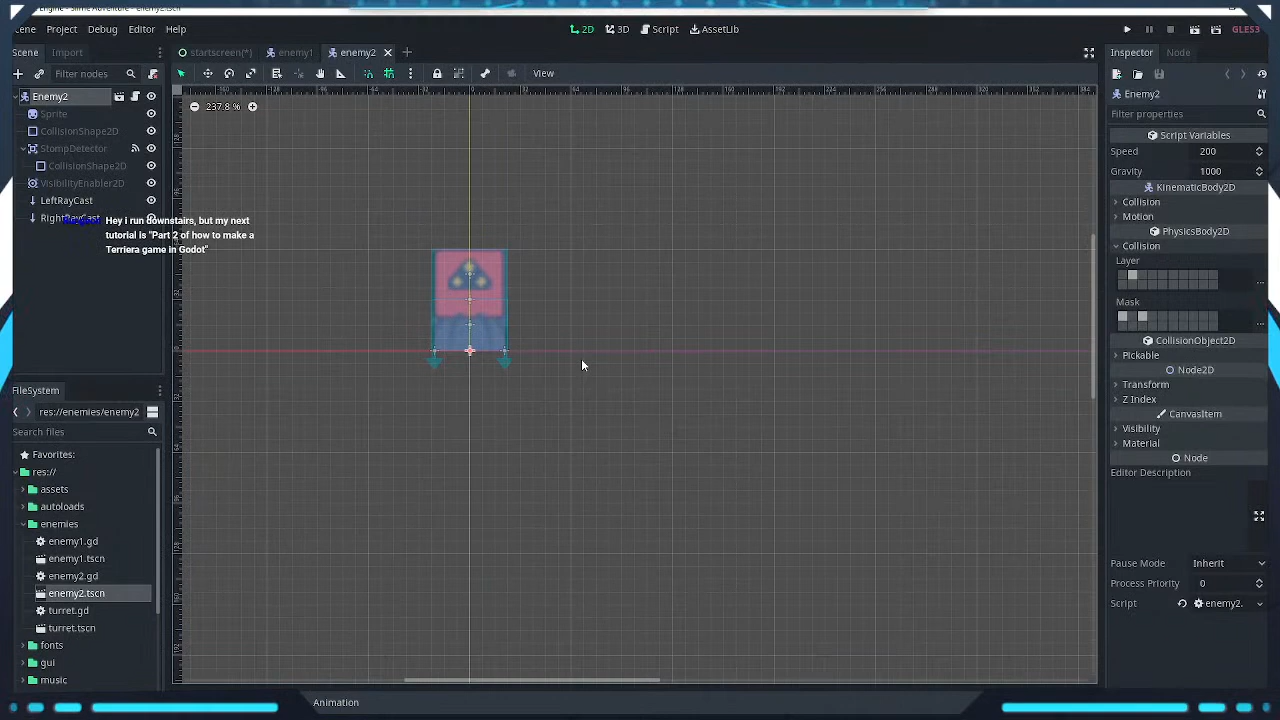 Engine - Slime Adventure
Scene Project Debug Editor Help
2D 3D Script AssetLib
GLES3
Scene Import
startscreen(*) enemy1 enemy2
Inspector Node
Filter nodes
View
Enemy2
Sprite
CollisionShape2D
StompDetector
CollisionShape2D
VisibilityEnabler2D
LeftRayCast
RightRayCast
237.8 %
Hey i run downstairs, but my next
tutorial is "Part 2 of how to make a
Terriera game in Godot"
FileSystem
res://enemies/enemy2
Search files
Favorites:
res://
assets
autoloads
enemies
enemy1.gd
enemy1.tscn
enemy2.gd
enemy2.tscn
turret.gd
turret.tscn
fonts
gui
music
Animation
Enemy2
Filter properties
Script Variables
Speed 200
Gravity 1000
KinematicBody2D
Collision
Motion
PhysicsBody2D
Collision
Layer
...
Mask
...
CollisionObject2D
Pickable
Node2D
Transform
Z Index
CanvasItem
Visibility
Material
Node
Editor Description
Pause Mode Inherit
Process Priority 0
Script enemy2.